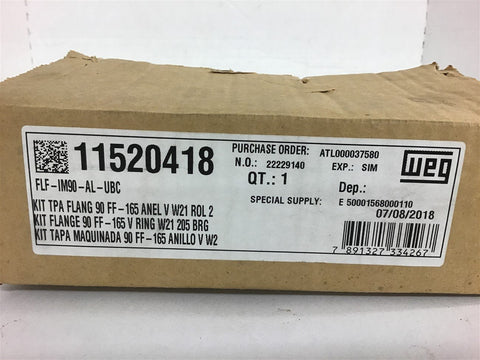 11520418
FLF-IM90-AL-UBC
PURCHASE ORDER: ATL000037580
N.O.: 22229140 EXP.: SIM
QT.: 1 Dep.:
SPECIAL SUPPLY: E 50001568000110
07/08/2018
WEG
KIT TPA FLANG 90 FF-165 ANEL V W21 ROL 2
KIT FLANGE 90 FF-165 V RING W21 205 BRG
KIT TAPA MAQUINADA 90 FF-165 ANILLO V W2
7 891327 334267